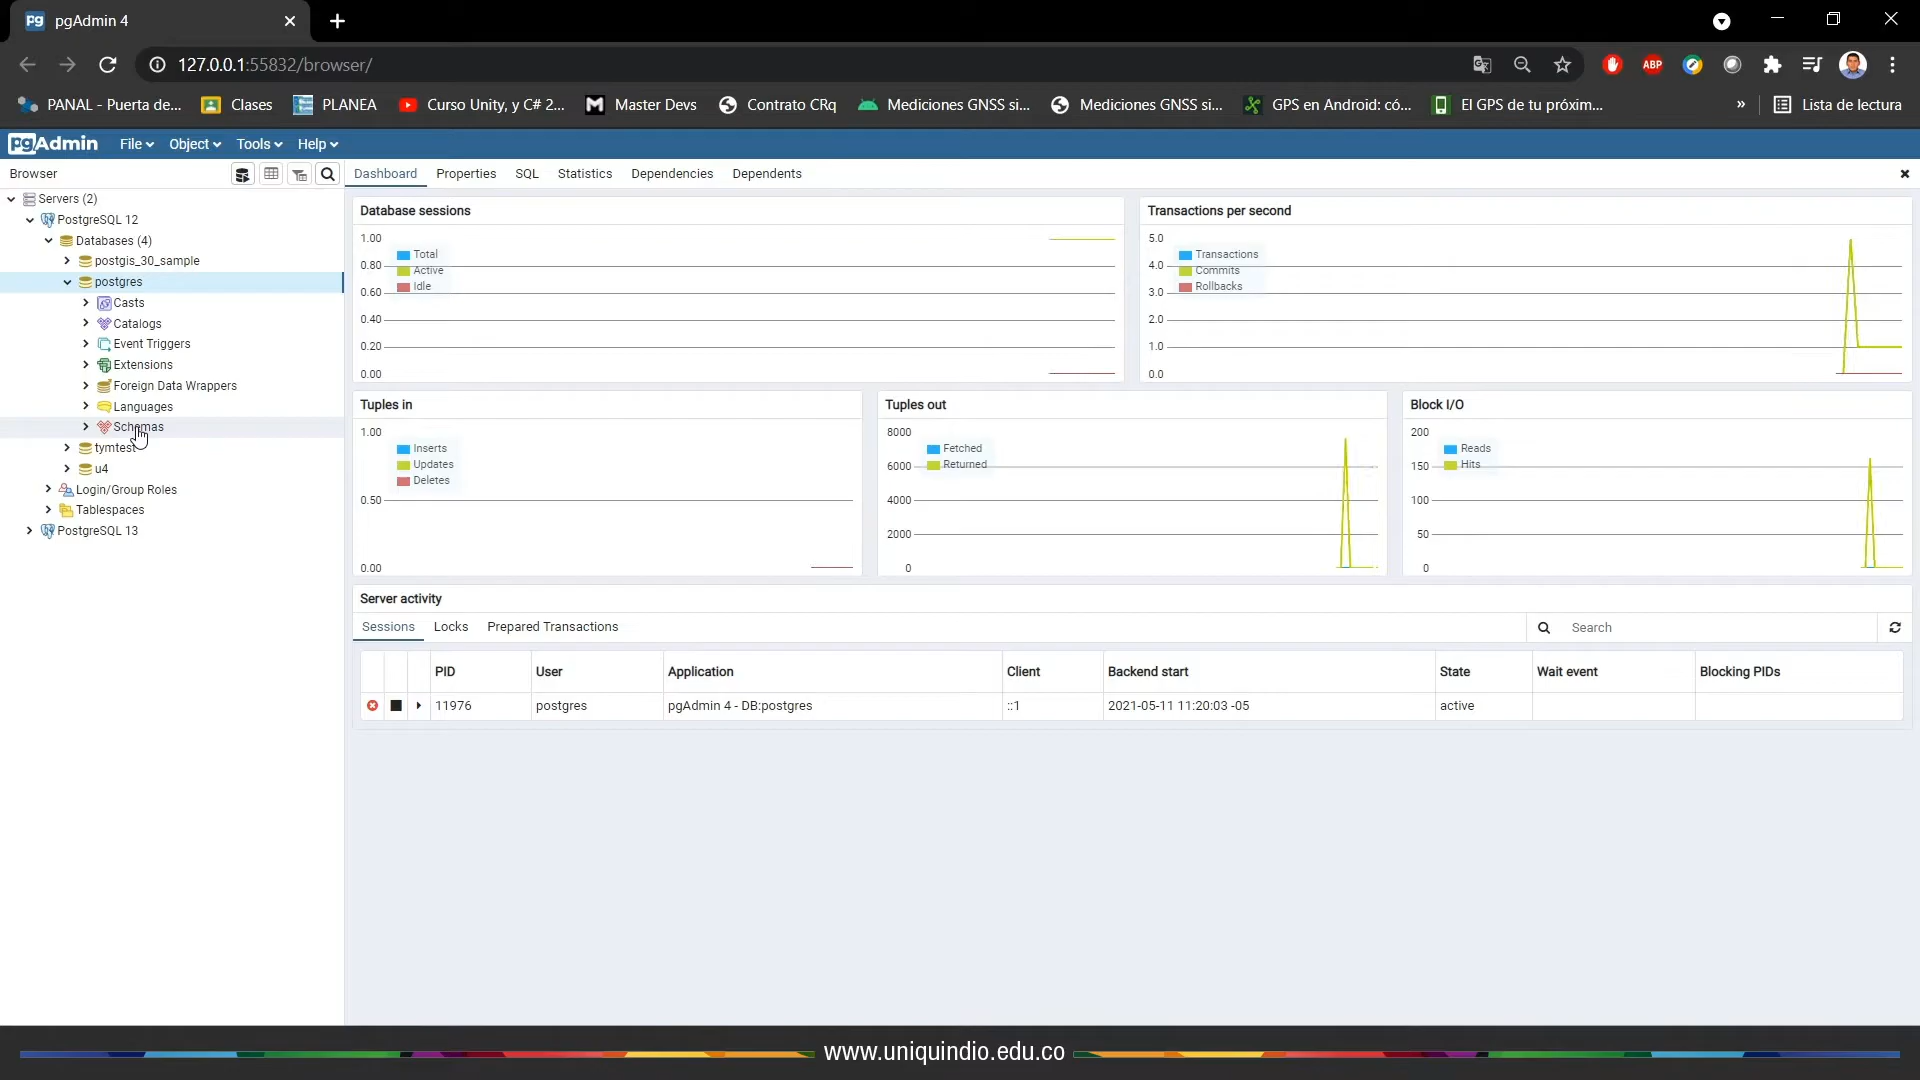 pgAdmin 4
127.0.0.1:55832/browser/
PANAL - Puerta de...
Clases
PLANEA
Curso Unity, y C# 2...
Master Devs
Contrato CRq
Mediciones GNSS si...
Mediciones GNSS si...
GPS en Android: có...
El GPS de tu próxim...
»
Lista de lectura
ABP
pgAdmin
File
Object
Tools
Help
Browser
Dashboard
Properties
SQL
Statistics
Dependencies
Dependents
Servers (2)
PostgreSQL 12
Databases (4)
postgis_30_sample
postgres
Casts
Catalogs
Event Triggers
Extensions
Foreign Data Wrappers
Languages
Schemas
tymtest
u4
Login/Group Roles
Tablespaces
PostgreSQL 13
Database sessions
1.00
0.80
0.60
0.40
0.20
0.00
Total
Active
Idle
Transactions per second
5.0
4.0
3.0
2.0
1.0
0.0
Transactions
Commits
Rollbacks
Tuples in
1.00
0.50
0.00
Inserts
Updates
Deletes
Tuples out
8000
6000
4000
2000
0
Fetched
Returned
Block I/O
200
150
100
50
0
Reads
Hits
Server activity
Sessions
Locks
Prepared Transactions
Search
PID User Application Client Backend start State Wait event Blocking PIDs
11976 postgres pgAdmin 4 - DB:postgres ::1 2021-05-11 11:20:03 -05 active
www.uniquindio.edu.co